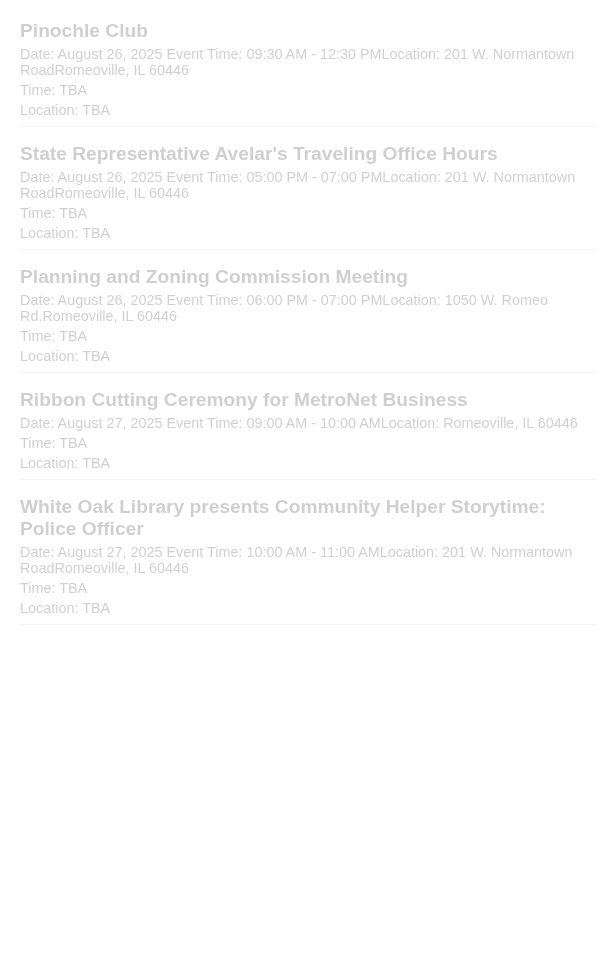 Pinochle Club
Date: August 26, 2025 Event Time: 09:30 AM - 12:30 PMLocation: 201 W. Normantown
RoadRomeoville, IL 60446
Time: TBA
Location: TBA
State Representative Avelar's Traveling Office Hours
Date: August 26, 2025 Event Time: 05:00 PM - 07:00 PMLocation: 201 W. Normantown
RoadRomeoville, IL 60446
Time: TBA
Location: TBA
Planning and Zoning Commission Meeting
Date: August 26, 2025 Event Time: 06:00 PM - 07:00 PMLocation: 1050 W. Romeo
Rd.Romeoville, IL 60446
Time: TBA
Location: TBA
Ribbon Cutting Ceremony for MetroNet Business
Date: August 27, 2025 Event Time: 09:00 AM - 10:00 AMLocation: Romeoville, IL 60446
Time: TBA
Location: TBA
White Oak Library presents Community Helper Storytime:
Police Officer
Date: August 27, 2025 Event Time: 10:00 AM - 11:00 AMLocation: 201 W. Normantown
RoadRomeoville, IL 60446
Time: TBA
Location: TBA